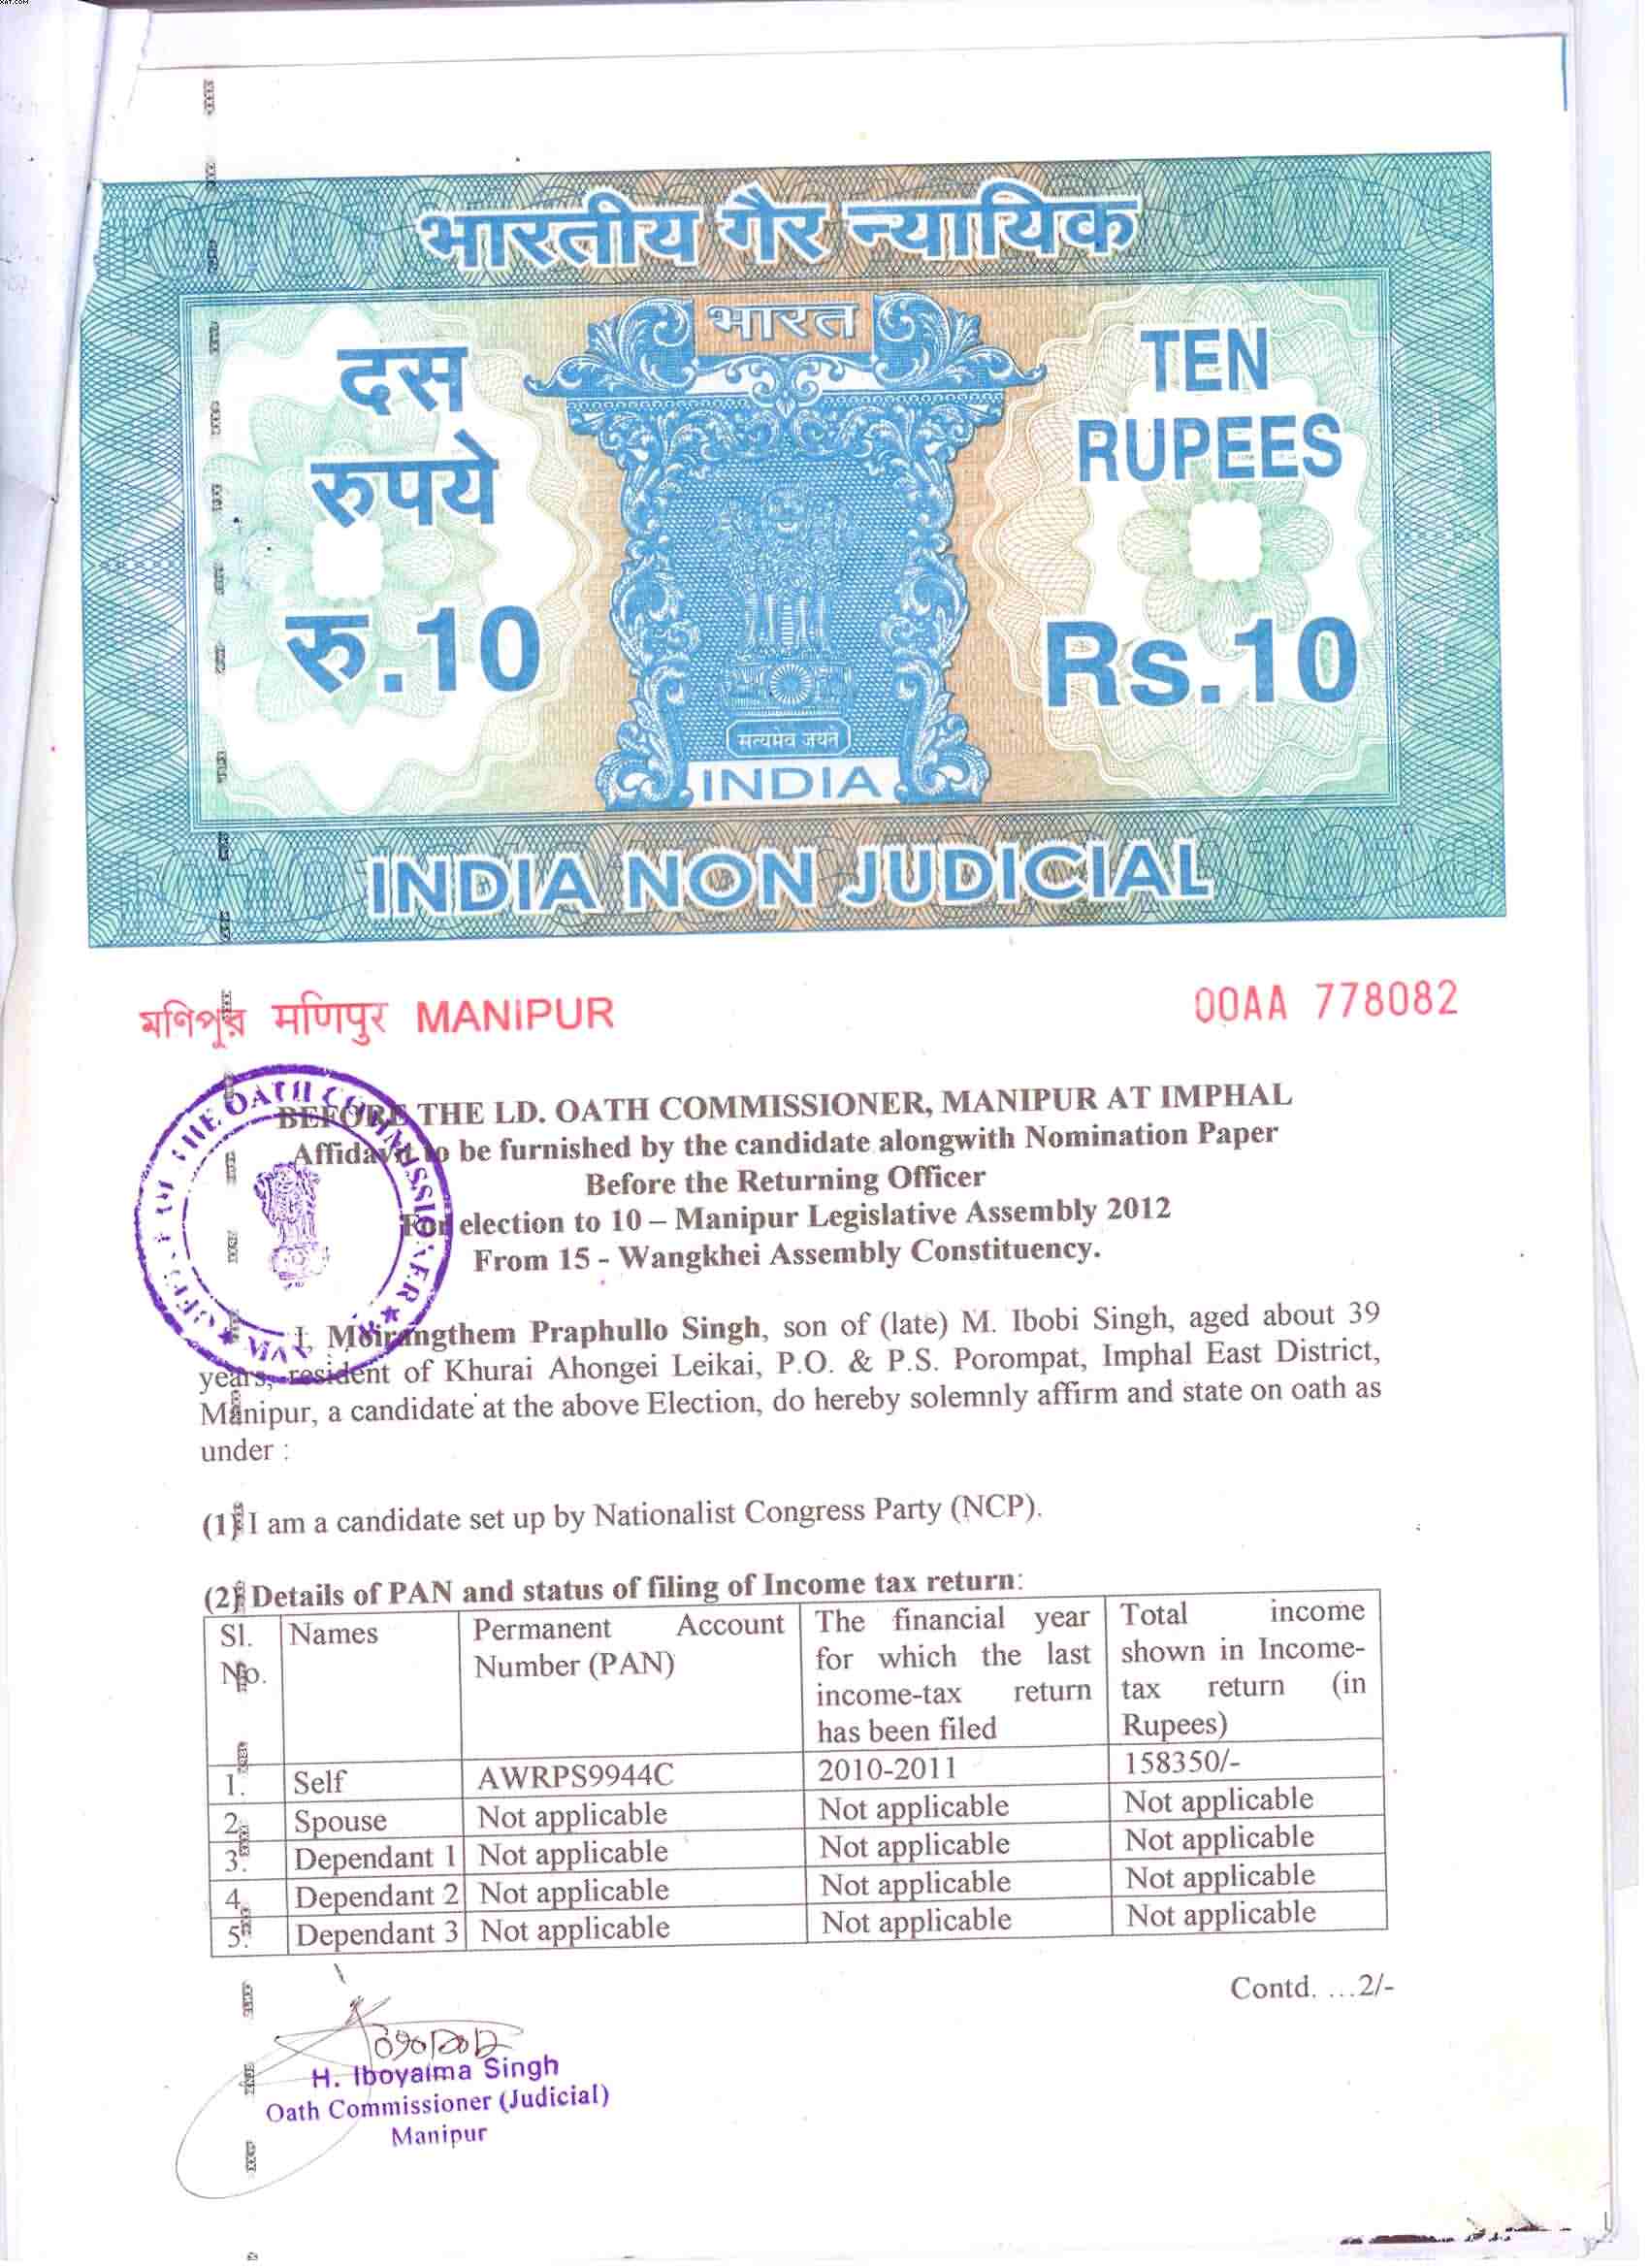 भारतीय गैर न्यायिक
भारत
दस
रुपये
रु.10
TEN
RUPEES
Rs.10
सत्यमेव जयते
INDIA
INDIA NON JUDICIAL
মণিপুর मणिपुर MANIPUR
00AA 778082
BEFORE THE LD. OATH COMMISSIONER, MANIPUR AT IMPHAL
Affidavit to be furnished by the candidate alongwith Nomination Paper
Before the Returning Officer
For election to 10 – Manipur Legislative Assembly 2012
From 15 - Wangkhei Assembly Constituency.
I, Moirangthem Praphullo Singh, son of (late) M. Ibobi Singh, aged about 39
years, resident of Khurai Ahongei Leikai, P.O. & P.S. Porompat, Imphal East District,
Manipur, a candidate at the above Election, do hereby solemnly affirm and state on oath as
under :
(1) I am a candidate set up by Nationalist Congress Party (NCP).
(2) Details of PAN and status of filing of Income tax return:
Sl. No. Names Permanent Account Number (PAN) The financial year for which the last income-tax return has been filed Total income shown in Income-tax return (in Rupees)
1. Self AWRPS9944C 2010-2011 158350/-
2. Spouse Not applicable Not applicable Not applicable
3. Dependant 1 Not applicable Not applicable Not applicable
4. Dependant 2 Not applicable Not applicable Not applicable
5. Dependant 3 Not applicable Not applicable Not applicable
Contd. ...2/-
H. Iboyaima Singh
Oath Commissioner (Judicial)
Manipur